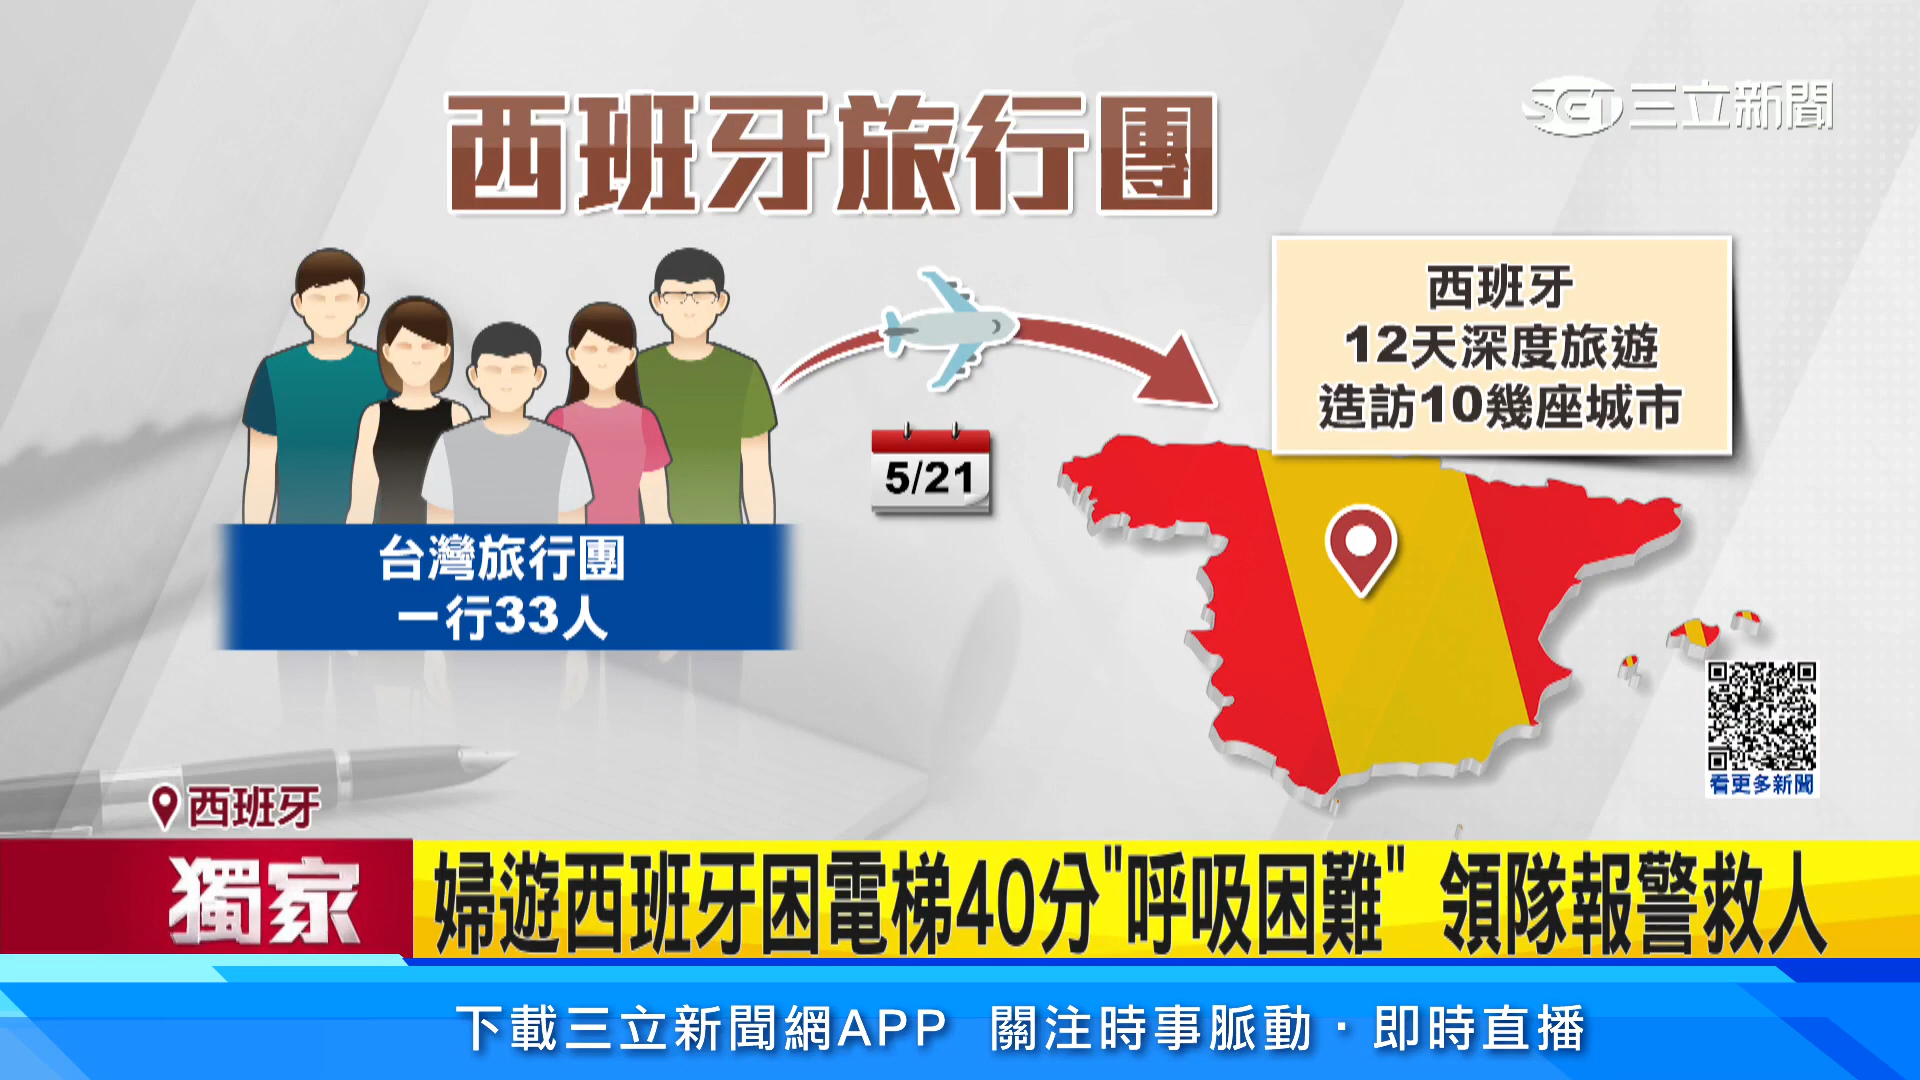 西班牙旅行團
SET三立新聞
西班牙
12天深度旅遊
造訪10幾座城市
5/21
台灣旅行團
一行33人
看更多新聞
西班牙
獨家
婦遊西班牙困電梯40分"呼吸困難" 領隊報警救人
下載三立新聞網APP 關注時事脈動·即時直播